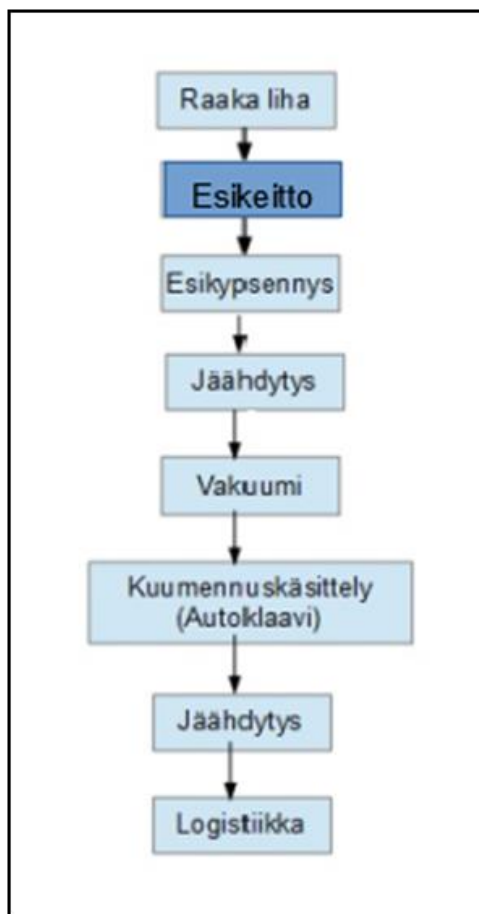 Raaka liha
Esikeitto
Esikypsennys
Jäähdytys
Vakuumi
Kuumennuskäsittely
(Autoklaavi)
Jäähdytys
Logistiikka